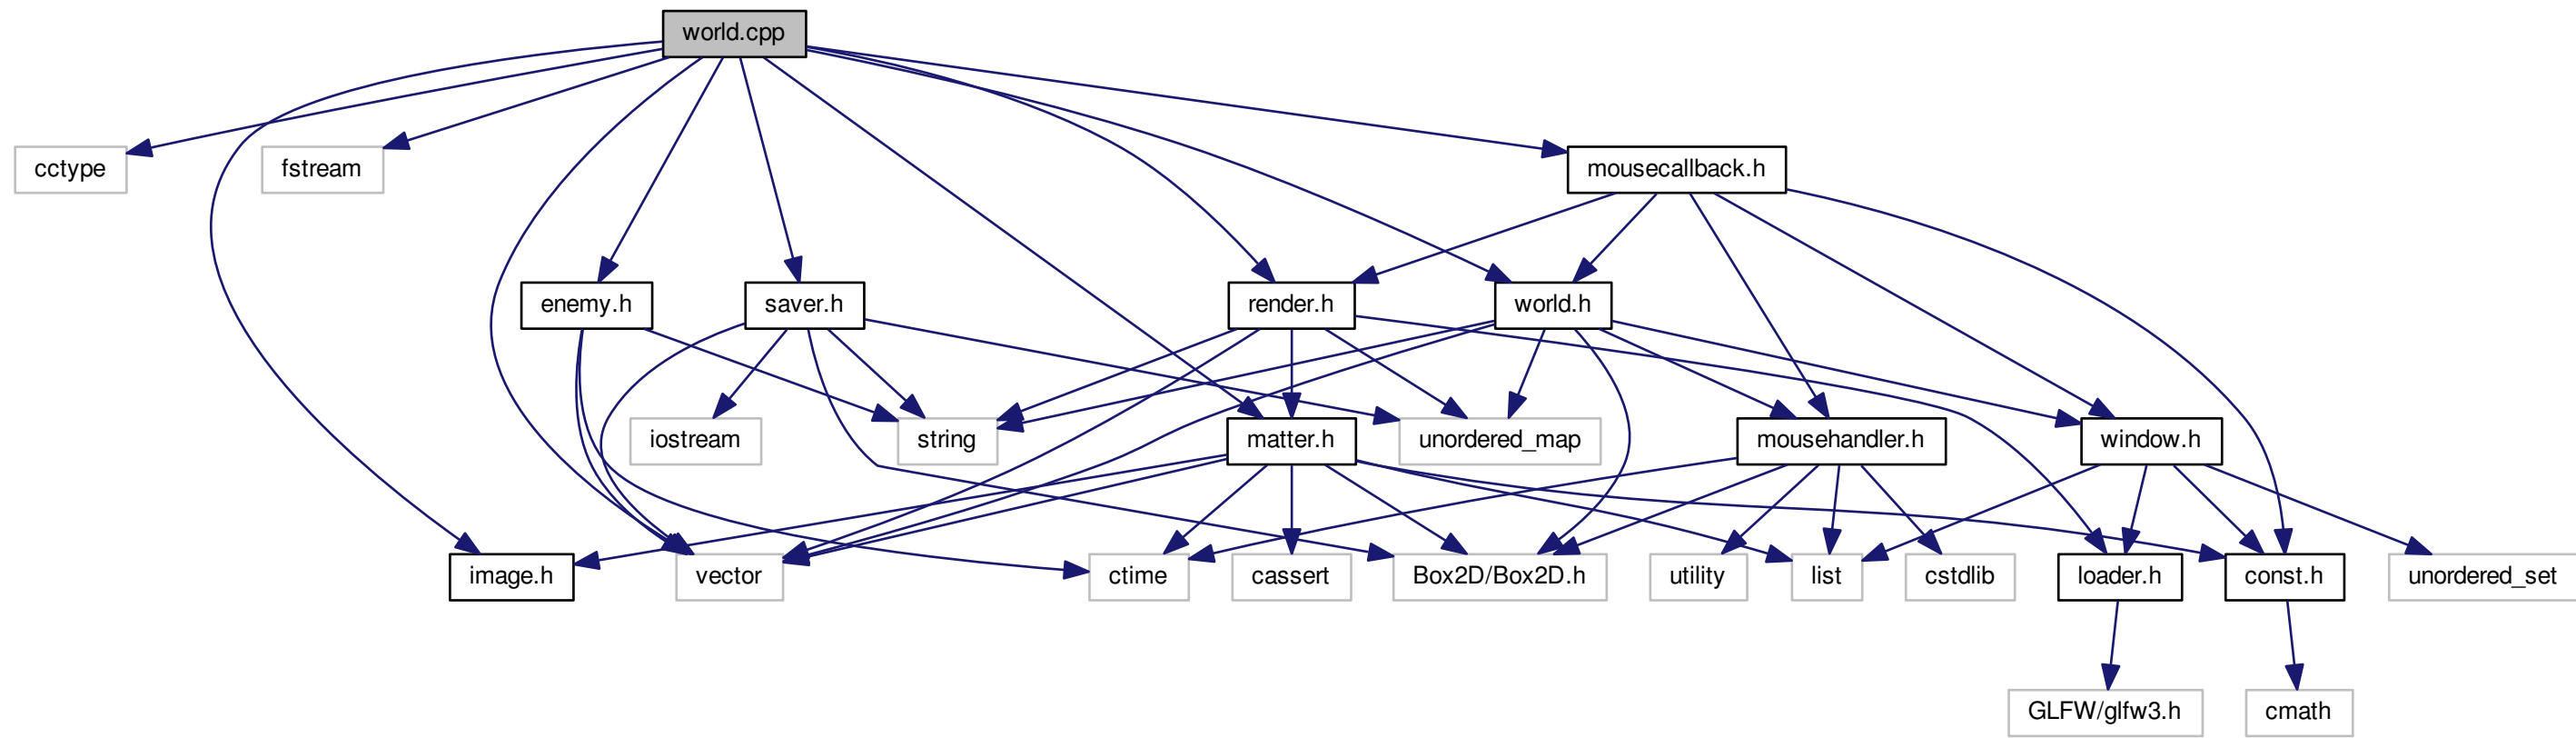 world.cpp
cctype
fstream
mousecallback.h
enemy.h
saver.h
render.h
world.h
iostream
string
matter.h
unordered_map
mousehandler.h
window.h
image.h
vector
ctime
cassert
Box2D/Box2D.h
utility
list
cstdlib
loader.h
const.h
unordered_set
GLFW/glfw3.h
cmath